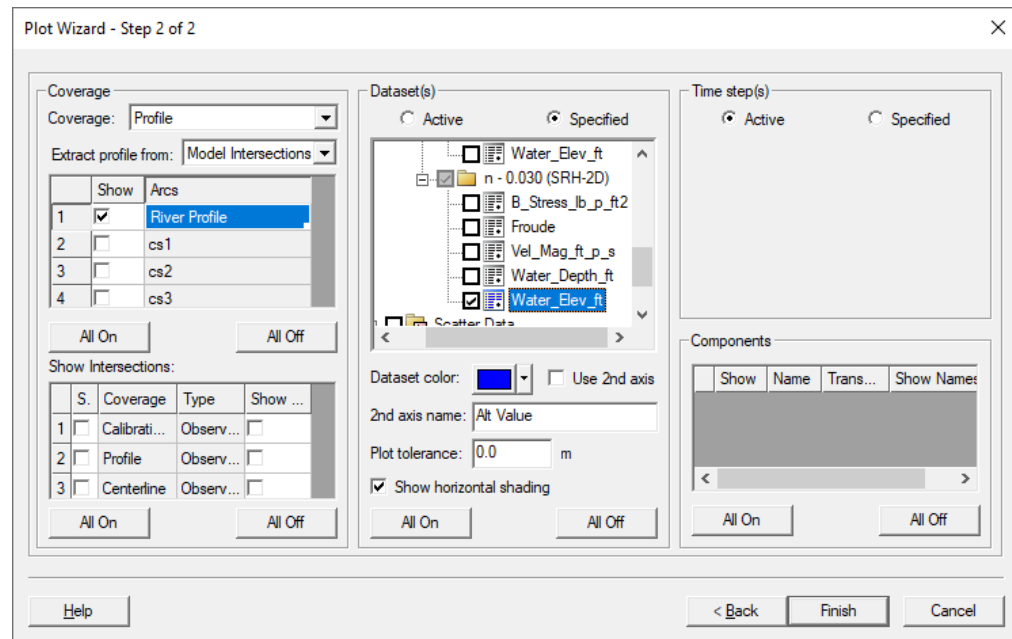 Plot Wizard - Step 2 of 2
Coverage
Coverage: Profile
Extract profile from: Model Intersections
Show Arcs
1 River Profile
2 cs1
3 cs2
4 cs3
All On All Off
Show Intersections:
S. Coverage Type Show ...
1 Calibrati... Observ...
2 Profile Observ...
3 Centerline Observ...
All On All Off
Dataset(s)
Active Specified
Water_Elev_ft
n - 0.030 (SRH-2D)
B_Stress_lb_p_ft2
Froude
Vel_Mag_ft_p_s
Water_Depth_ft
Water_Elev_ft
Scatter Data
Dataset color: Use 2nd axis
2nd axis name: Alt Value
Plot tolerance: 0.0 m
Show horizontal shading
All On All Off
Time step(s)
Active Specified
Components
Show Name Trans... Show Names
All On All Off
Help < Back Finish Cancel